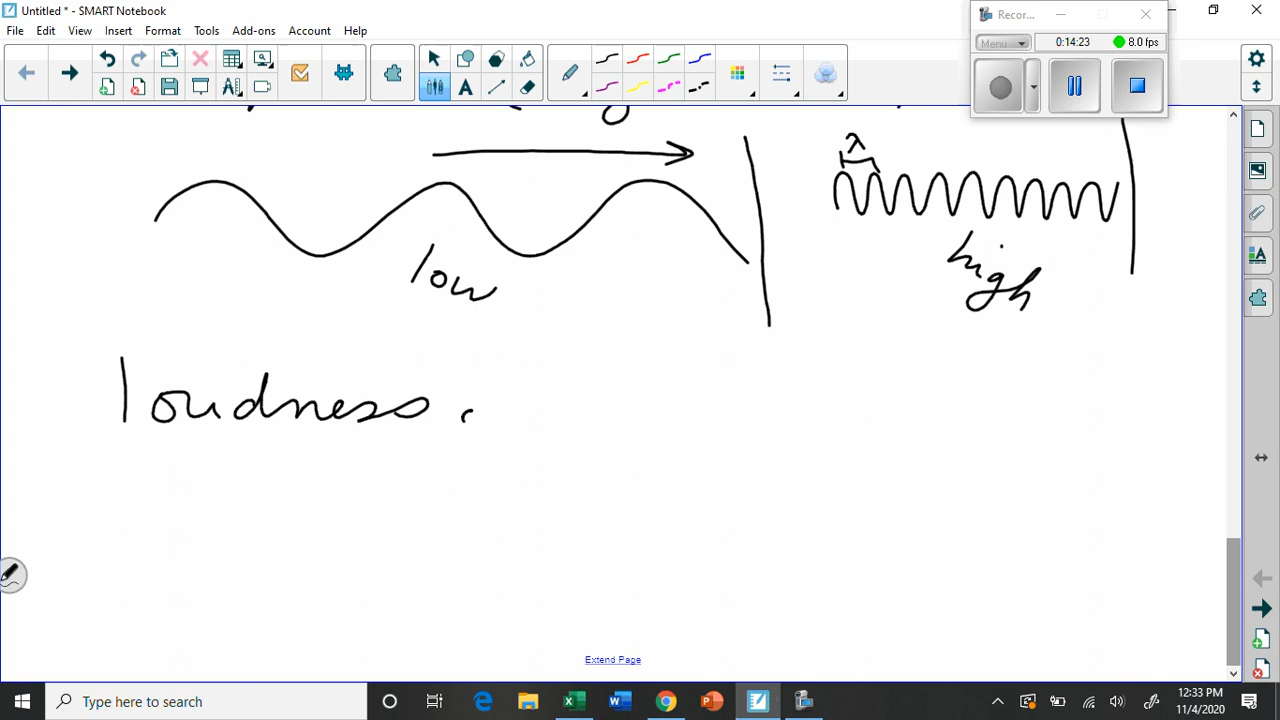 Untitled * - SMART Notebook
Recor...
File Edit View Insert Format Tools Add-ons Account Help
Menu
0:14:23
8.0 fps
A
A
λ
low
high
loudness
Extend Page
Type here to search
12:33 PM
11/4/2020